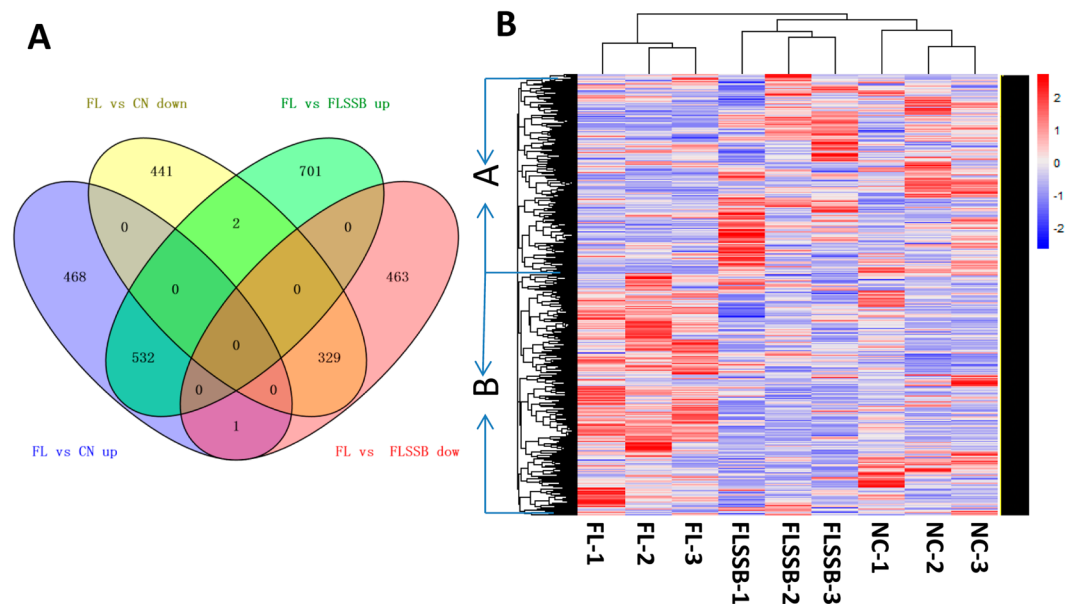 A
FL vs CN down
FL vs FLSSB up
441
701
0
2
0
468
0
0
463
532
0
329
0
0
1
FL vs CN up
FL vs FLSSB dow
B
A
B
2
1
0
-1
-2
FL-1
FL-2
FL-3
FLSSB-1
FLSSB-2
FLSSB-3
NC-1
NC-2
NC-3